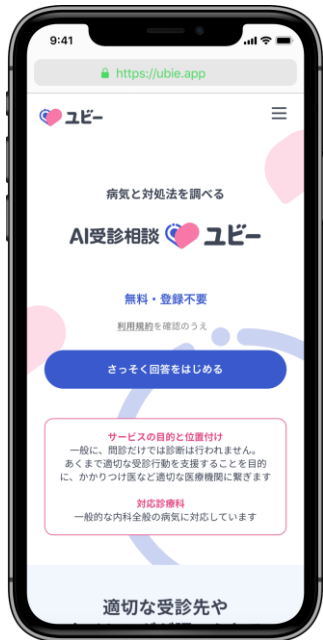 9:41
https://ubie.app
ユビー
病気と対処法を調べる
AI受診相談 ユビー
無料・登録不要
利用規約を確認のうえ
さっそく回答をはじめる
サービスの目的と位置付け
一般に、問診だけでは診断は行われません。
あくまで適切な受診行動を支援することを目的
に、かかりつけ医など適切な医療機関に繋ぎます
対応診療科
一般的な内科全般の病気に対応しています
適切な受診先や